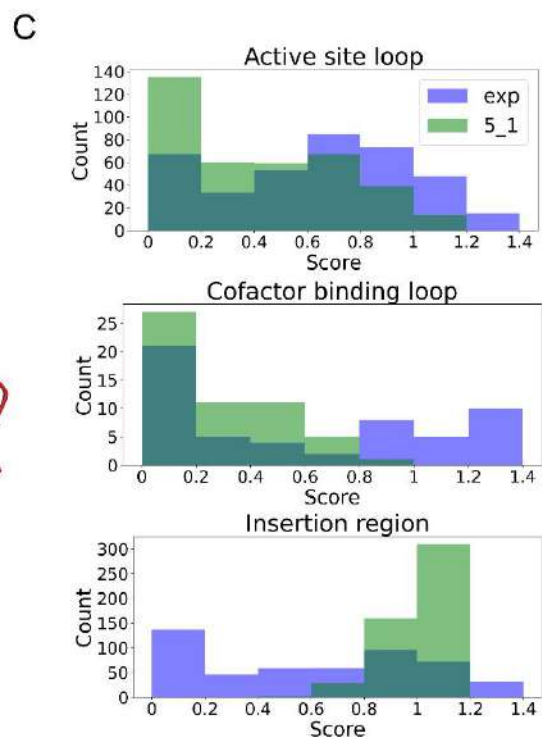 C
Active site loop
140
120
100
80
60
40
20
0
Count
exp
5_1
0 0.2 0.4 0.6 0.8 1 1.2 1.4
Score
Cofactor binding loop
25
20
15
10
5
0
Count
0 0.2 0.4 0.6 0.8 1 1.2 1.4
Score
Insertion region
300
250
200
150
100
50
0
Count
0 0.2 0.4 0.6 0.8 1 1.2 1.4
Score